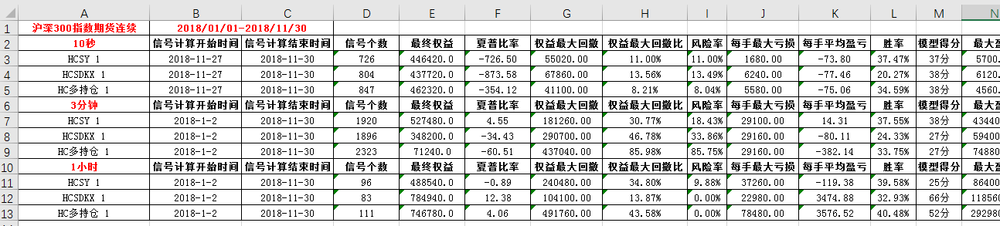 A B C D E F G H I J K L M N
1 沪深300指数期货连续 2018/01/01-2018/11/30
2 10秒 信号计算开始时间 信号计算结束时间 信号个数 最终权益 夏普比率 权益最大回撤 权益最大回撤比 风险率 每手最大亏损 每手平均盈亏 胜率 模型得分 最大盈
3 HCSY 1 2018-11-27 2018-11-30 726 446420.0 -726.50 55020.00 11.00% 11.00% 1680.00 -73.80 37.47% 37分 5700.
4 HCSDKX 1 2018-11-27 2018-11-30 804 437720.0 -873.58 67860.00 13.56% 13.49% 6240.00 -77.46 20.27% 38分 6120.
5 HC多持仓 1 2018-11-27 2018-11-30 847 462320.0 -354.12 41100.00 8.21% 8.04% 5580.00 -75.06 34.59% 38分 4560.
6 3分钟 信号计算开始时间 信号计算结束时间 信号个数 最终权益 夏普比率 权益最大回撤 权益最大回撤比 风险率 每手最大亏损 每手平均盈亏 胜率 模型得分 最大盈
7 HCSY 1 2018-1-2 2018-11-30 1920 527480.0 4.55 181260.00 30.77% 18.43% 29100.00 14.31 37.55% 38分 43440
8 HCSDKX 1 2018-1-2 2018-11-30 1896 348200.0 -34.43 290700.00 46.78% 33.86% 29160.00 -80.11 24.33% 27分 59400
9 HC多持仓 1 2018-1-2 2018-11-30 2323 71240.0 -60.51 437040.00 85.98% 85.75% 29160.00 -382.14 33.75% 27分 74880
10 1小时 信号计算开始时间 信号计算结束时间 信号个数 最终权益 夏普比率 权益最大回撤 权益最大回撤比 风险率 每手最大亏损 每手平均盈亏 胜率 模型得分 最大盈
11 HCSY 1 2018-1-2 2018-11-30 96 488540.0 -0.89 240480.00 34.80% 9.88% 37260.00 -119.38 39.58% 25分 86400
12 HCSDKX 1 2018-1-2 2018-11-30 83 784940.0 12.38 104100.00 13.87% 0.00% 22980.00 3474.88 32.93% 66分 118560
13 HC多持仓 1 2018-1-2 2018-11-30 111 746780.0 4.06 491760.00 43.58% 0.00% 78480.00 3576.52 40.48% 52分 292980